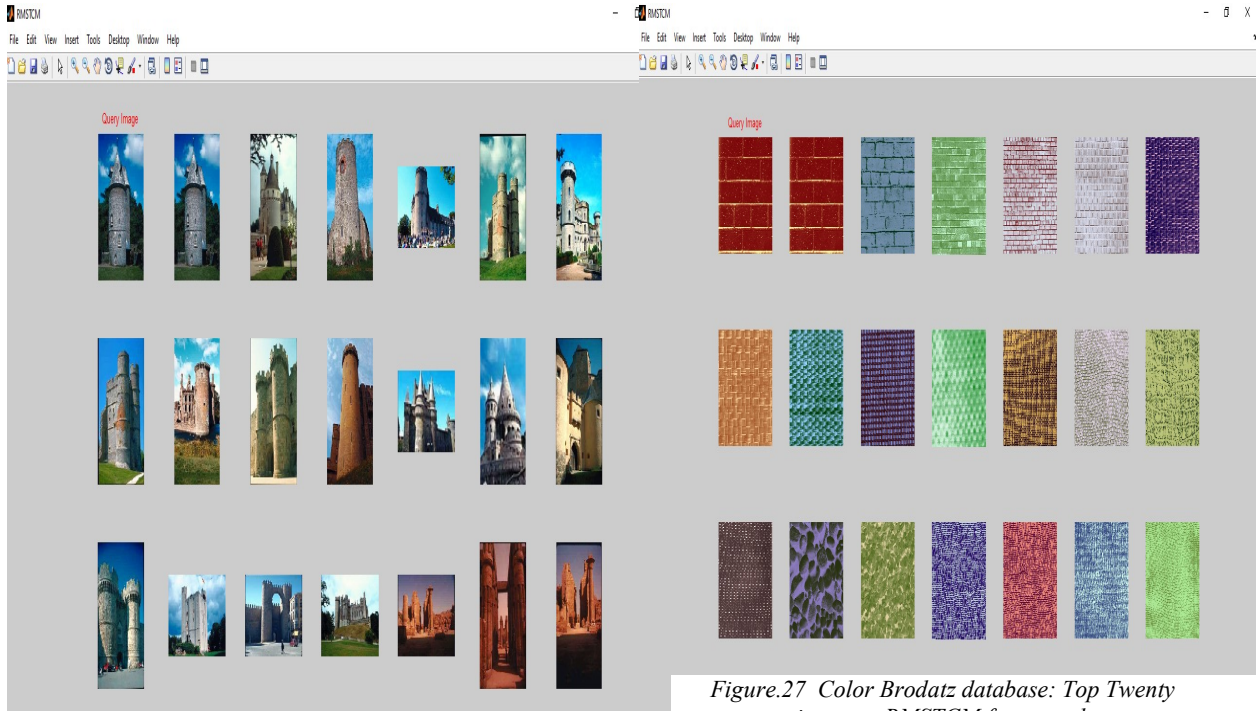 RMSTCM
File Edit View Insert Tools Desktop Window Help
Query Image
RMSTCM
File Edit View Insert Tools Desktop Window Help
Query Image
Figure.27 Color Brodatz database: Top Twenty
RMSTCM